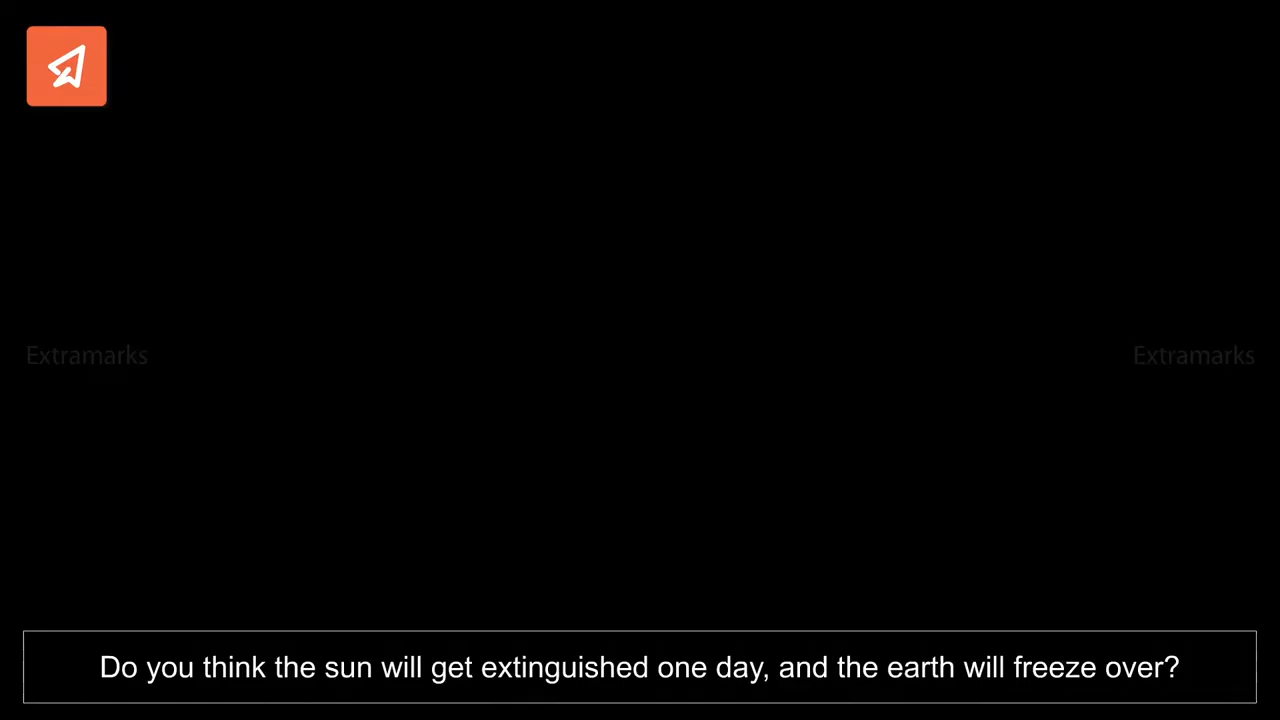 Extramarks Extramarks
Do you think the sun will get extinguished one day, and the earth will freeze over?